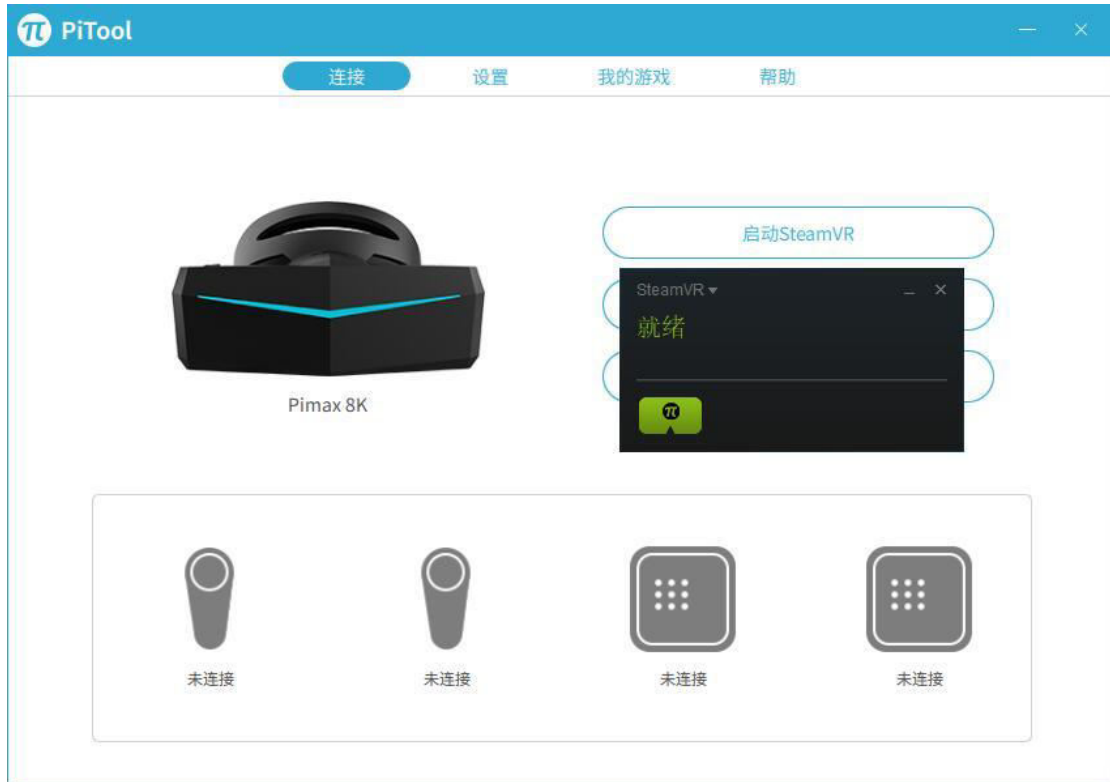 π PiTool
连接 设置 我的游戏 帮助
启动SteamVR
SteamVR
就绪
π
Pimax 8K
未连接 未连接 未连接 未连接